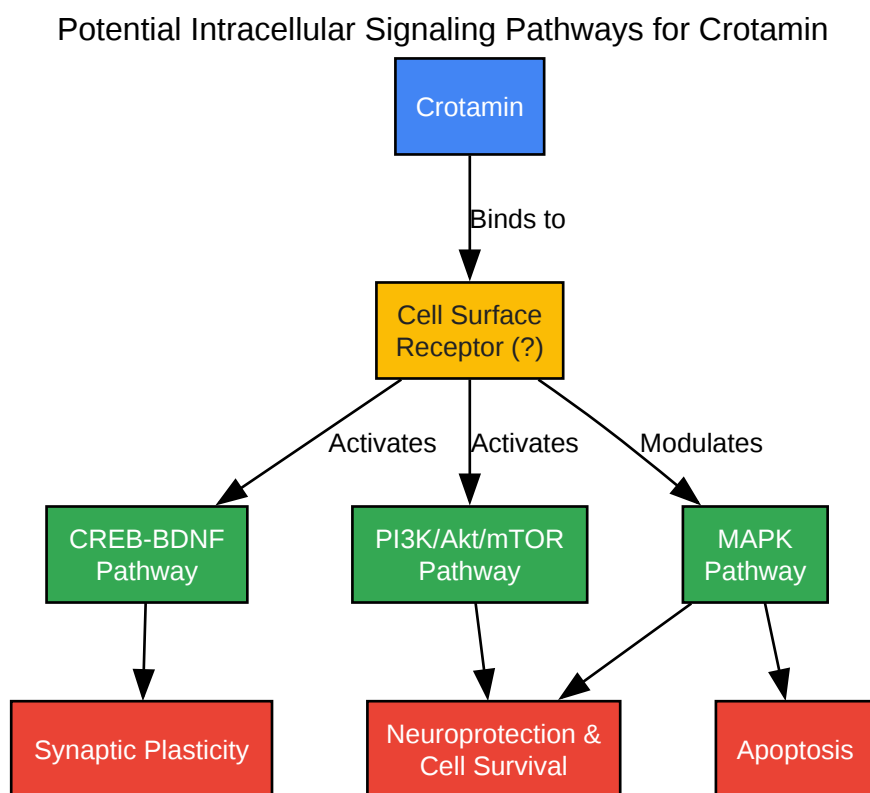 Potential Intracellular Signaling Pathways for Crotamin
Crotamin
Binds to
Cell Surface
Receptor (?)
Activates
Activates
Modulates
CREB-BDNF
Pathway
PI3K/Akt/mTOR
Pathway
MAPK
Pathway
Synaptic Plasticity
Neuroprotection &
Cell Survival
Apoptosis